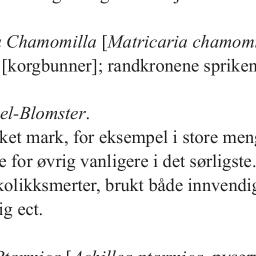 Chamomilla [Matricaria chamom
[korgbunner]; randkronene spriken
el-Blomster.
ket mark, for eksempel i store men
e for øvrig vanligere i det sørligste.
kolikksmerter, brukt både innvendig
ig ect.